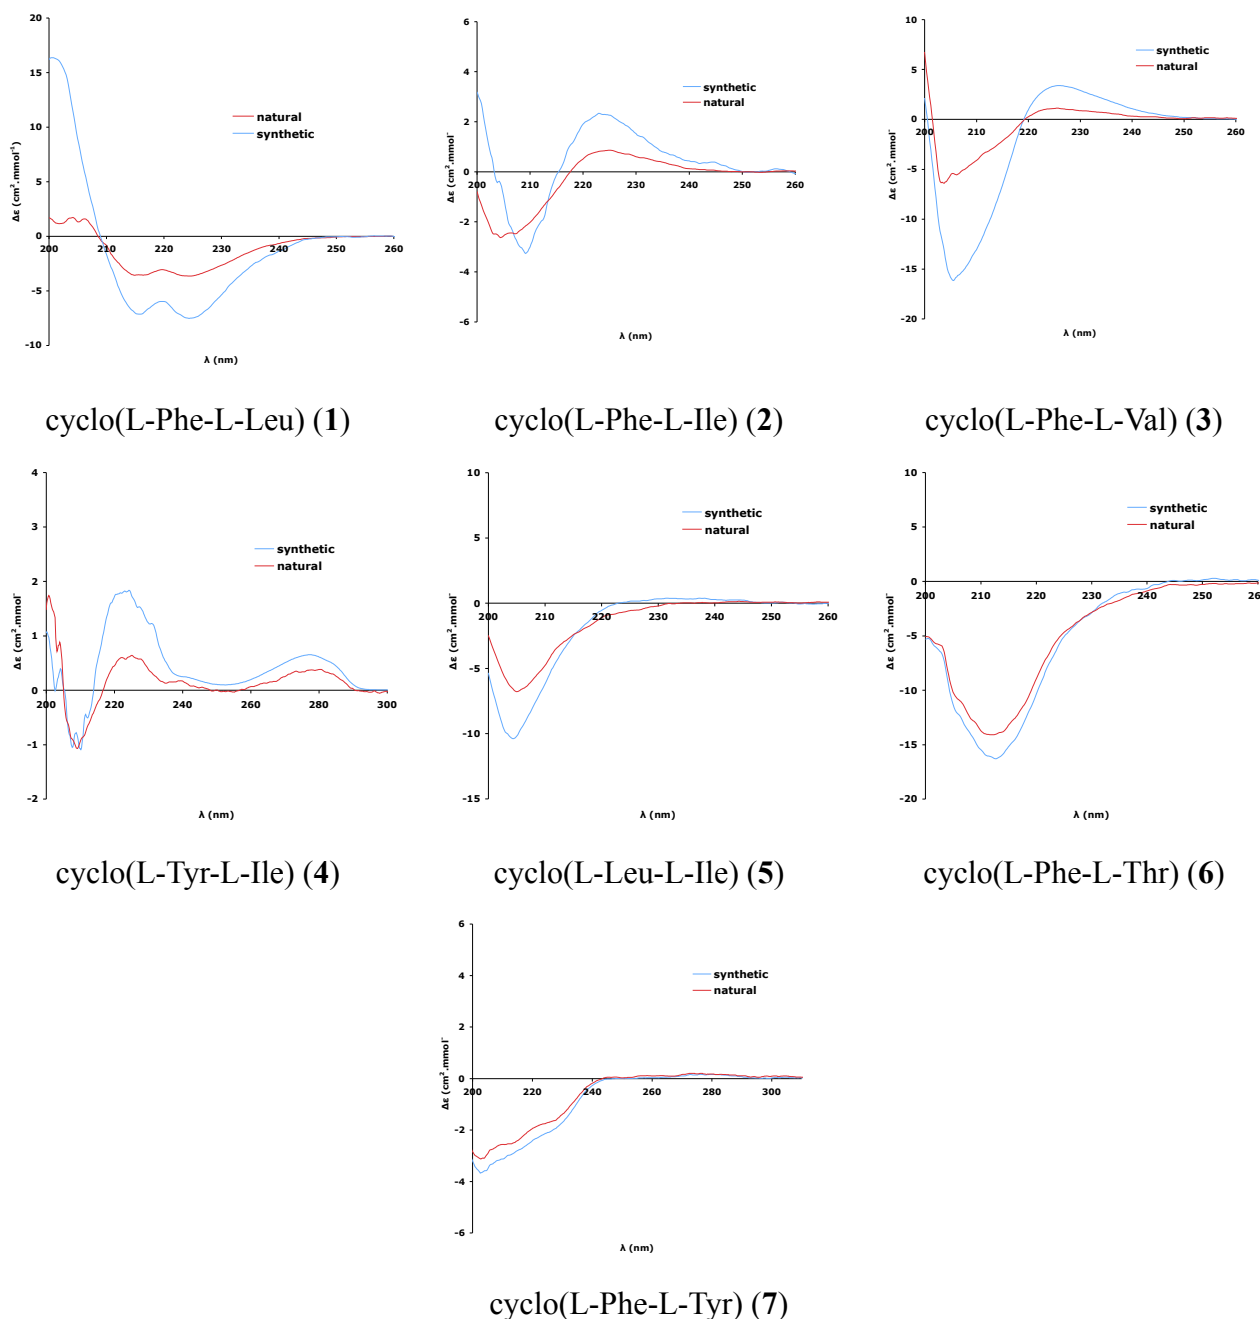 20
15
10
5
0
-5
-10
200
210
220
230
240
250
260
Δε (cm².mmol⁻¹)
λ (nm)
natural
synthetic
cyclo(L-Phe-L-Leu) (1)
6
4
2
0
-2
-4
-6
200
210
220
230
240
250
260
Δε (cm².mmol⁻
λ (nm)
synthetic
natural
cyclo(L-Phe-L-Ile) (2)
10
5
0
-5
-10
-15
-20
200
210
220
230
240
250
260
Δε (cm².mmol⁻
λ (nm)
synthetic
natural
cyclo(L-Phe-L-Val) (3)
4
3
2
1
0
-1
-2
200
220
240
260
280
300
Δε (cm².mmol⁻
λ (nm)
synthetic
natural
cyclo(L-Tyr-L-Ile) (4)
10
5
0
-5
-10
-15
200
210
220
230
240
250
260
Δε (cm².mmol⁻
λ (nm)
synthetic
natural
cyclo(L-Leu-L-Ile) (5)
10
5
0
-5
-10
-15
-20
200
210
220
230
240
250
260
Δε (cm².mmol⁻
λ (nm)
synthetic
natural
cyclo(L-Phe-L-Thr) (6)
6
4
2
0
-2
-4
-6
200
220
240
260
280
300
Δε (cm².mmol⁻
λ (nm)
synthetic
natural
cyclo(L-Phe-L-Tyr) (7)